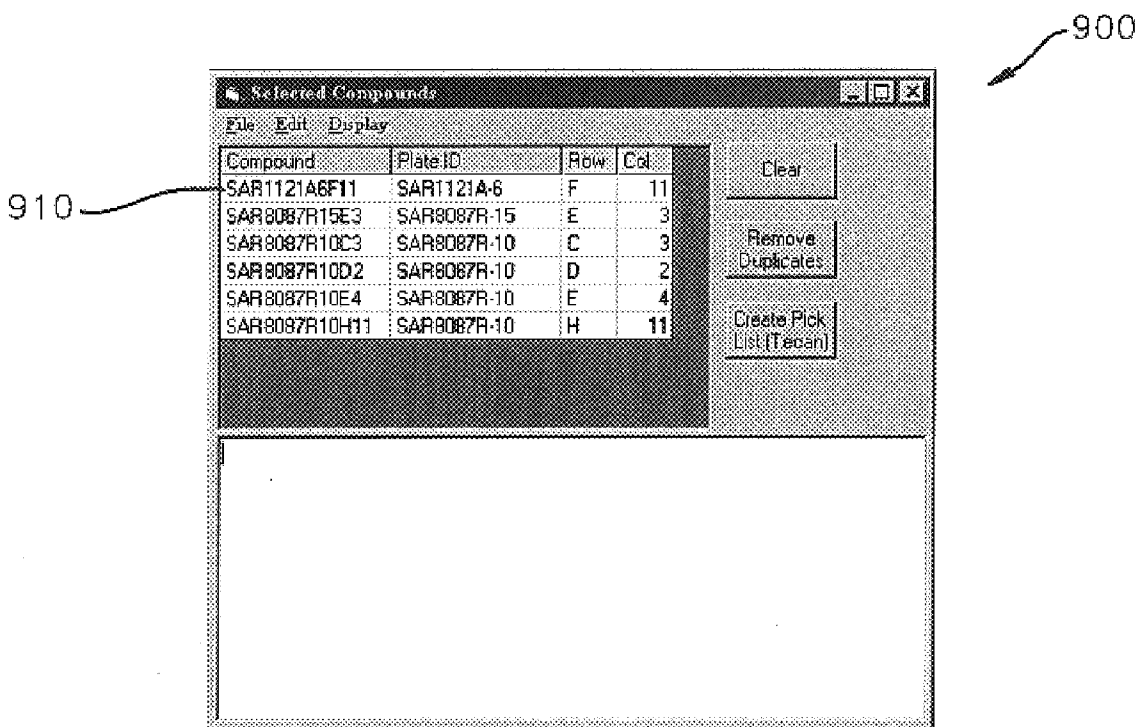 900
Selected Compounds
File Edit Display
Compound Plate ID Row Col
910
SAR1121A6F11 SAR1121A-6 F 11
SAR8087R15E3 SAR8087R-15 E 3
SAR8087R10C3 SAR8087R-10 C 3
SAR8087R10D2 SAR8087R-10 D 2
SAR8087R10E4 SAR8087R-10 E 4
SAR8087R10H11 SAR8087R-10 H 11
Clear
Remove
Duplicates
Create Pick
List (Tecan)